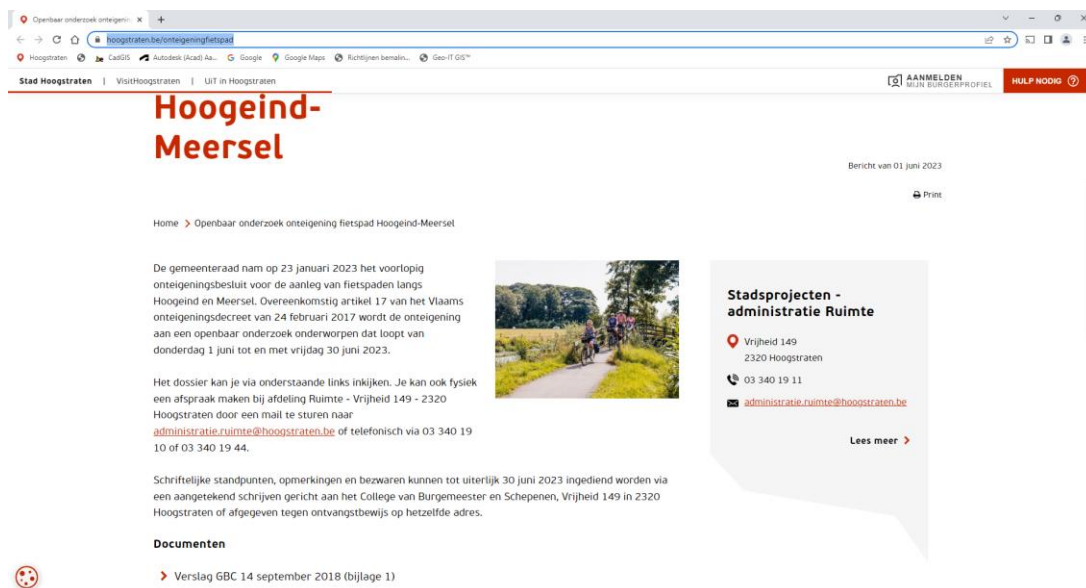 Openbaar onderzoek onteigenin
hoogstraten.be/onteigeningfietspad
Hoogstraten CadGIS Autodesk (Acad) Aa... Google Google Maps Richtlijnen bemalin... Geo-IT GIS™
Stad Hoogstraten | VisitHoogstraten | UiT in Hoogstraten
AANMELDEN
MIJN BURGERPROFIEL
HULP NODIG
Hoogeind-
Meersel
Bericht van 01 juni 2023
Print
Home > Openbaar onderzoek onteigening fietspad Hoogeind-Meersel
De gemeenteraad nam op 23 januari 2023 het voorlopig
onteigeningsbesluit voor de aanleg van fietspaden langs
Hoogeind en Meersel. Overeenkomstig artikel 17 van het Vlaams
onteigeningsdecreet van 24 februari 2017 wordt de onteigening
aan een openbaar onderzoek onderworpen dat loopt van
donderdag 1 juni tot en met vrijdag 30 juni 2023.
Het dossier kan je via onderstaande links inkijken. Je kan ook fysiek
een afspraak maken bij afdeling Ruimte - Vrijheid 149 - 2320
Hoogstraten door een mail te sturen naar
administratie.ruimte@hoogstraten.be of telefonisch via 03 340 19
10 of 03 340 19 44.
Stadsprojecten -
administratie Ruimte
Vrijheid 149
2320 Hoogstraten
03 340 19 11
administratie.ruimte@hoogstraten.be
Lees meer >
Schriftelijke standpunten, opmerkingen en bezwaren kunnen tot uiterlijk 30 juni 2023 ingediend worden via
een aangetekend schrijven gericht aan het College van Burgemeester en Schepenen, Vrijheid 149 in 2320
Hoogstraten of afgegeven tegen ontvangstbewijs op hetzelfde adres.
Documenten
> Verslag GBC 14 september 2018 (bijlage 1)